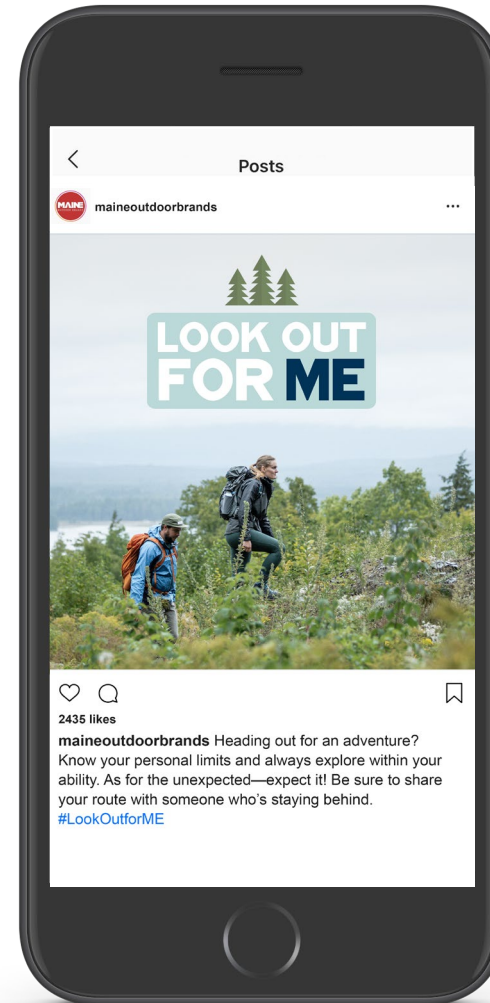 Posts
MAINE
maineoutdoorbrands
LOOK OUT
FOR ME
2435 likes
maineoutdoorbrands Heading out for an adventure?
Know your personal limits and always explore within your
ability. As for the unexpected—expect it! Be sure to share
your route with someone who's staying behind.
#LookOutforME